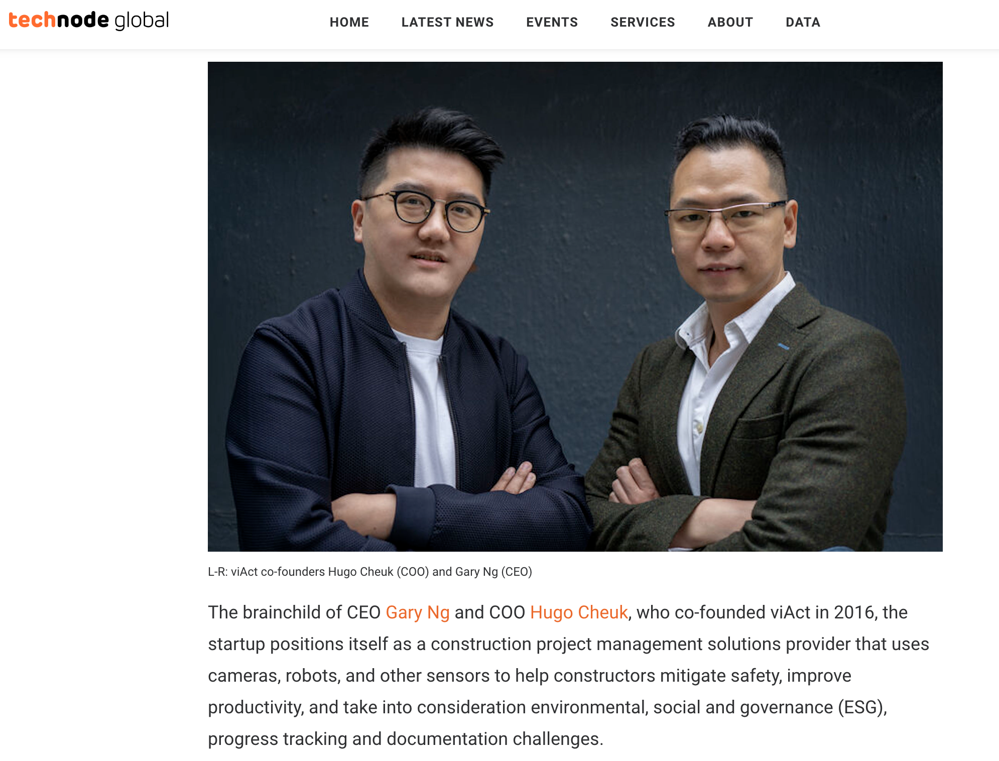 technode global
HOME LATEST NEWS EVENTS SERVICES ABOUT DATA
L-R: viAct co-founders Hugo Cheuk (COO) and Gary Ng (CEO)
The brainchild of CEO Gary Ng and COO Hugo Cheuk, who co-founded viAct in 2016, the
startup positions itself as a construction project management solutions provider that uses
cameras, robots, and other sensors to help constructors mitigate safety, improve
productivity, and take into consideration environmental, social and governance (ESG),
progress tracking and documentation challenges.